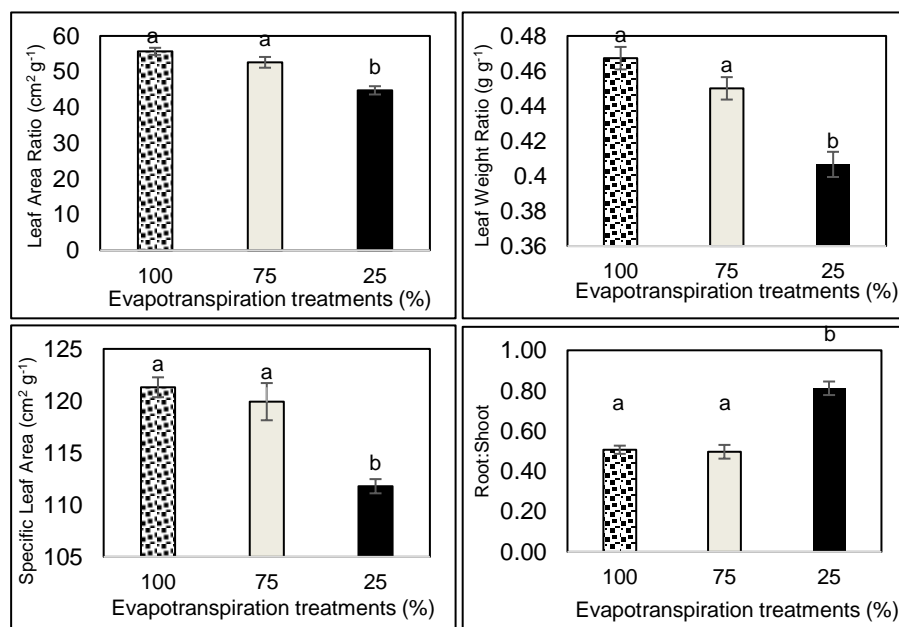 Leaf Area Ratio (cm² g⁻¹)
60
50
40
30
20
10
0
a
a
b
100
75
25
Evapotranspiration treatments (%)
Leaf Weight Ratio (g g⁻¹)
0.48
0.46
0.44
0.42
0.4
0.38
0.36
a
a
b
100
75
25
Evapotranspiration treatments (%)
Specific Leaf Area (cm² g⁻¹)
125
120
115
110
105
a
a
b
100
75
25
Evapotranspiration treatments (%)
Root:Shoot
1.00
0.80
0.60
0.40
0.20
0.00
a
a
b
100
75
25
Evapotranspiration treatments (%)